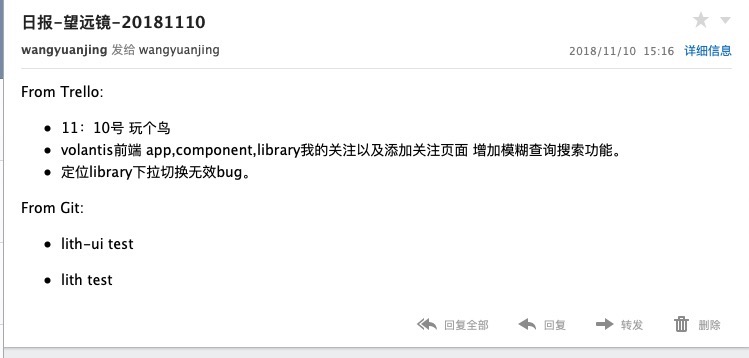 日报-望远镜-20181110
wangyuanjing 发给 wangyuanjing 2018/11/10 15:16 详细信息
From Trello:
11：10号 玩个鸟
volantis前端 app,component,library我的关注以及添加关注页面 增加模糊查询搜索功能。
定位library下拉切换无效bug。
From Git:
lith-ui test
lith test
回复全部 回复 转发 删除